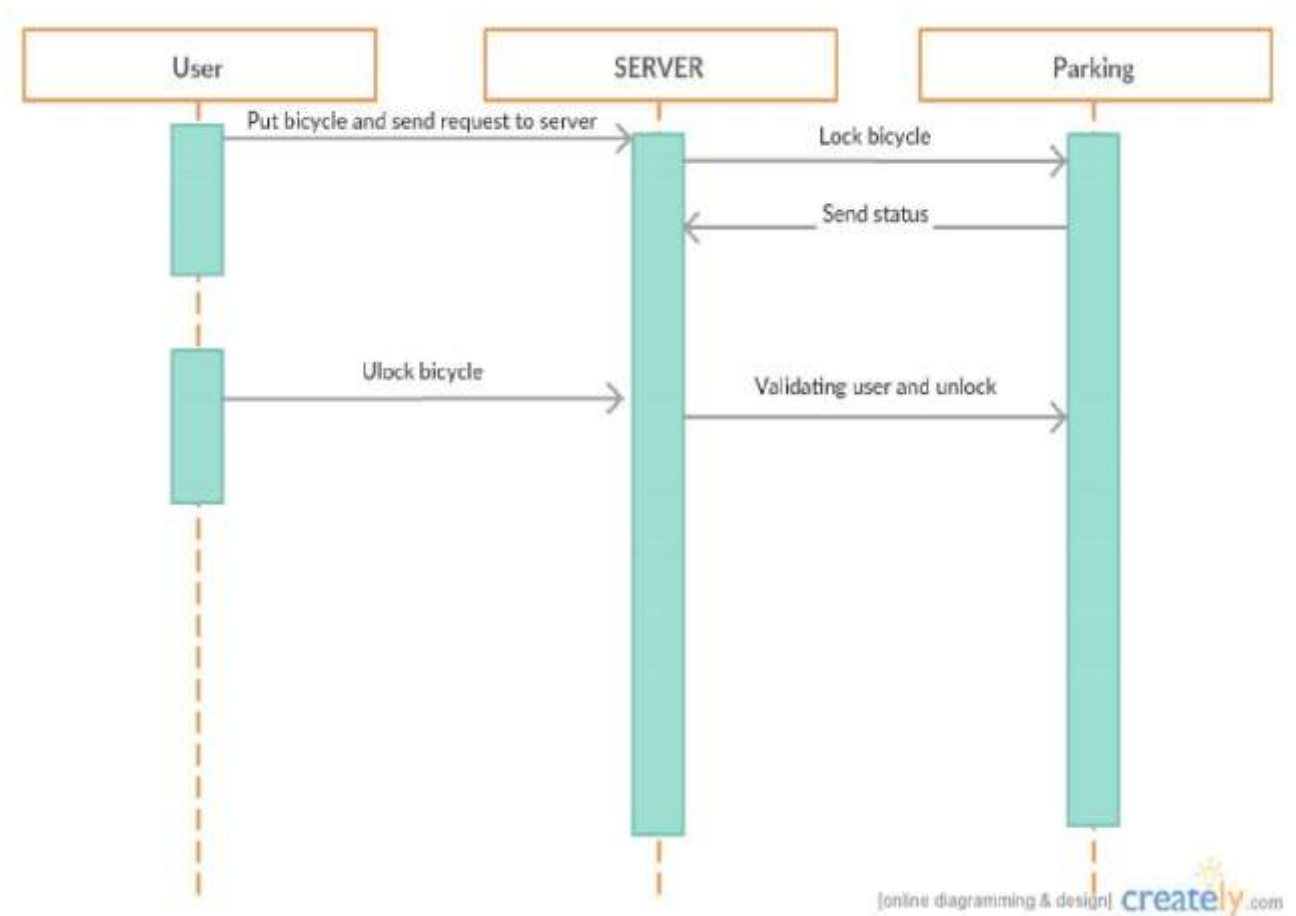 User
SERVER
Parking
Put bicycle and send request to server
Lock bicycle
Send status
Ulock bicycle
Validating user and unlock
[online diagramming & design] creately.com